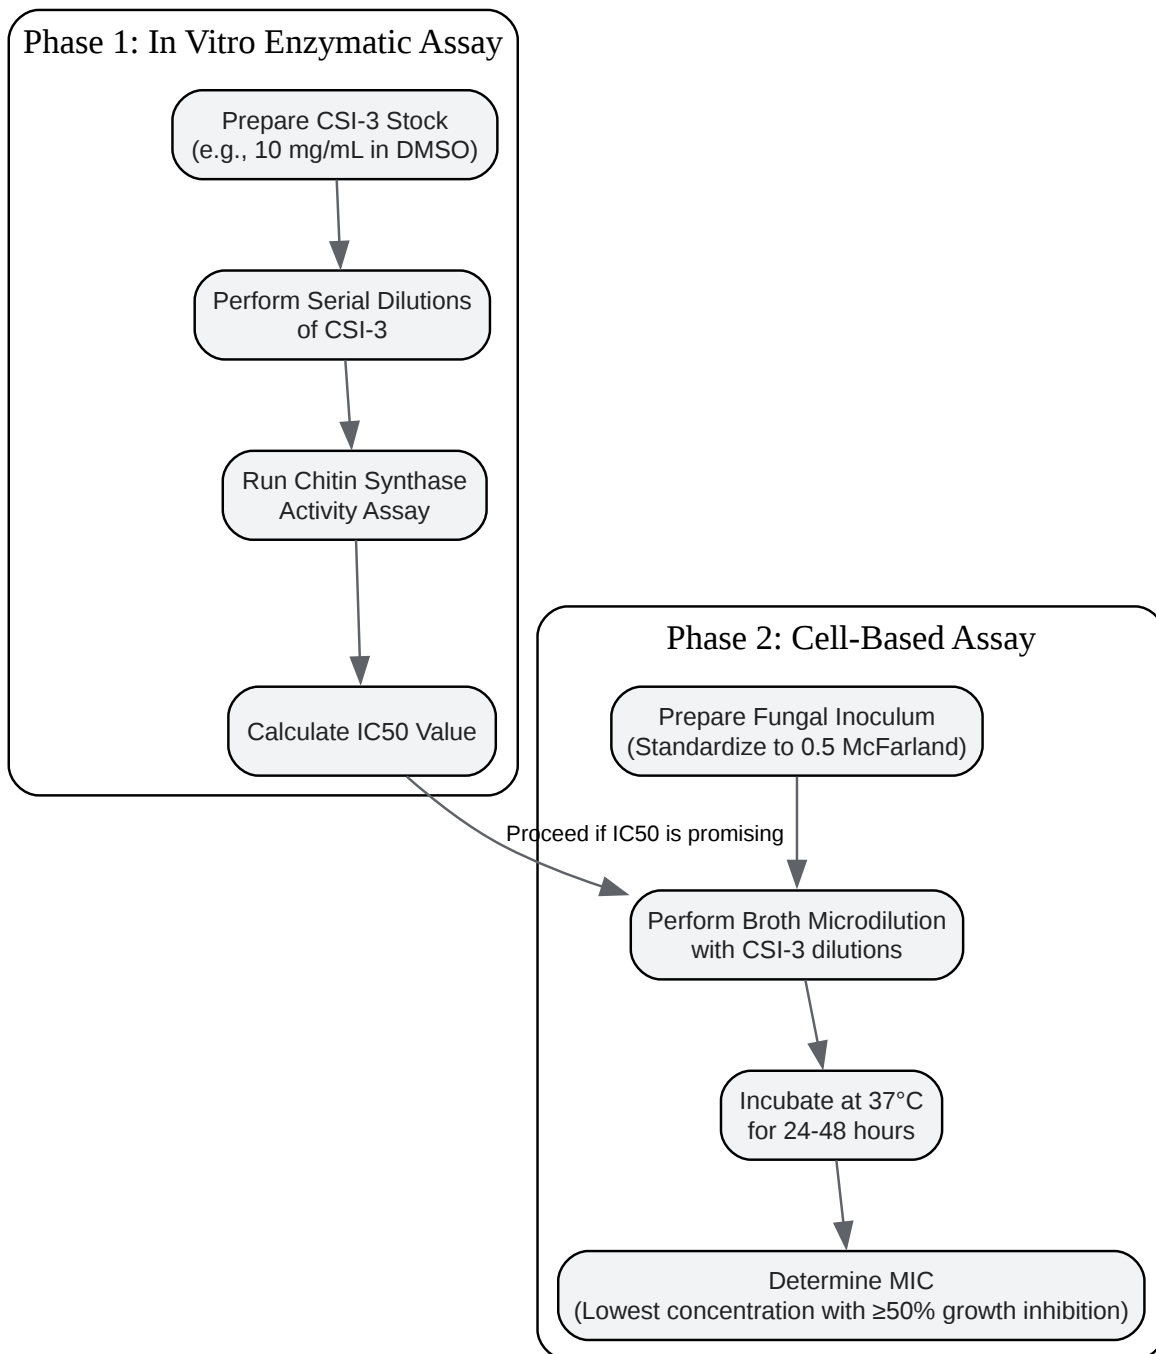 Phase 1: In Vitro Enzymatic Assay
Prepare CSI-3 Stock
(e.g., 10 mg/mL in DMSO)
Perform Serial Dilutions
of CSI-3
Run Chitin Synthase
Activity Assay
Calculate IC50 Value
Proceed if IC50 is promising
Phase 2: Cell-Based Assay
Prepare Fungal Inoculum
(Standardize to 0.5 McFarland)
Perform Broth Microdilution
with CSI-3 dilutions
Incubate at 37°C
for 24-48 hours
Determine MIC
(Lowest concentration with ≥50% growth inhibition)